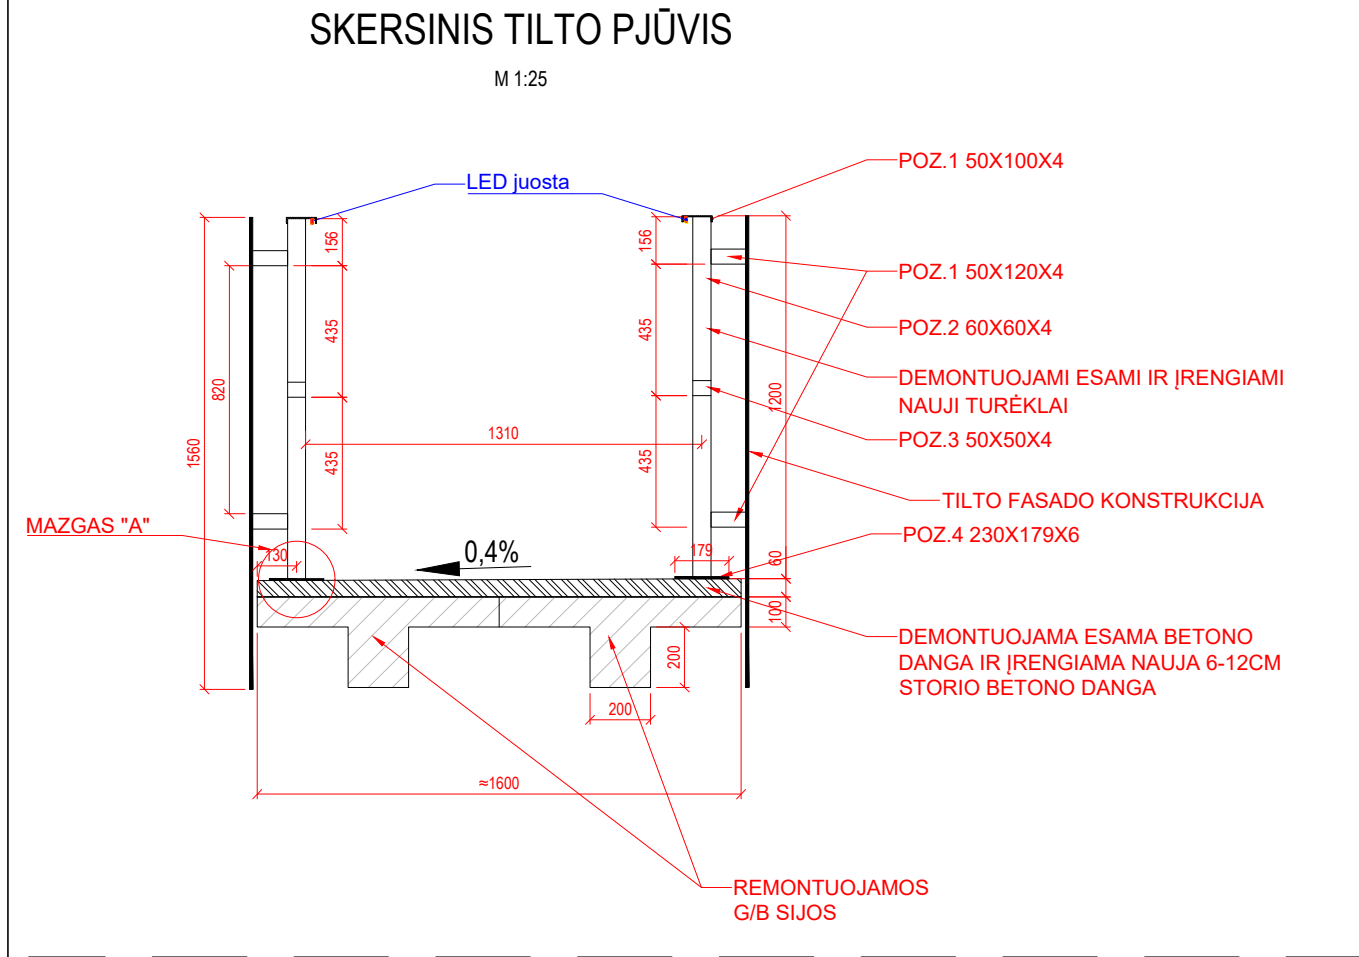 SKERSINIS TILTO PJŪVIS
M 1:25
LED juosta
POZ.1 50X100X4
POZ.1 50X120X4
POZ.2 60X60X4
DEMONTUOJAMI ESAMI IR ĮRENGIAMI
NAUJI TURĖKLAI
POZ.3 50X50X4
TILTO FASADO KONSTRUKCIJA
POZ.4 230X179X6
DEMONTUOJAMA ESAMA BETONO
DANGA IR ĮRENGIAMA NAUJA 6-12CM
STORIO BETONO DANGA
REMONTUOJAMOS
G/B SIJOS
MAZGAS "A"
0,4%
1560
820
156
435
435
130
1310
156
435
435
179
1200
60
100
200
200
≈1600